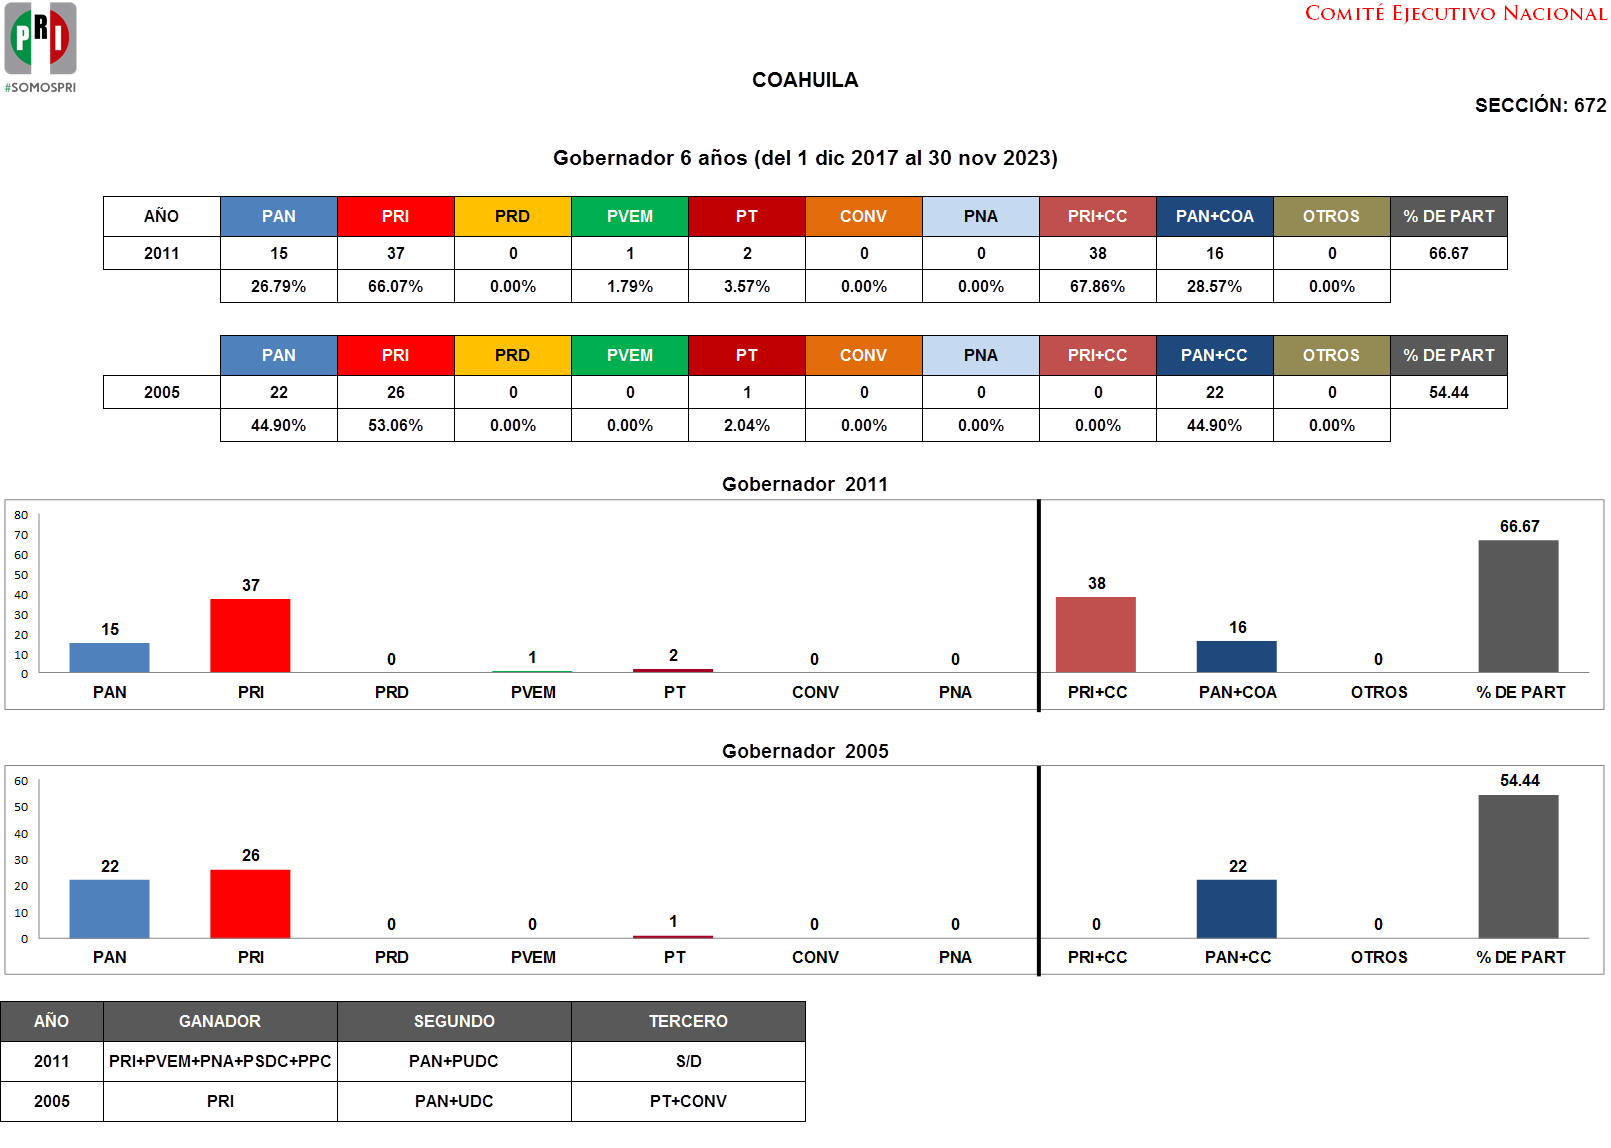 PRI
#SOMOSPRI
COMITÉ EJECUTIVO NACIONAL
COAHUILA
SECCIÓN: 672
Gobernador 6 años (del 1 dic 2017 al 30 nov 2023)
AÑO PAN PRI PRD PVEM PT CONV PNA PRI+CC PAN+COA OTROS % DE PART
2011 15 37 0 1 2 0 0 38 16 0 66.67
26.79% 66.07% 0.00% 1.79% 3.57% 0.00% 0.00% 67.86% 28.57% 0.00%
PAN PRI PRD PVEM PT CONV PNA PRI+CC PAN+CC OTROS % DE PART
2005 22 26 0 0 1 0 0 0 22 0 54.44
44.90% 53.06% 0.00% 0.00% 2.04% 0.00% 0.00% 0.00% 44.90% 0.00%
Gobernador 2011
80
70
60
50
40
30
20
10
0
15 37 0 1 2 0 0 38 16 0 66.67
PAN PRI PRD PVEM PT CONV PNA PRI+CC PAN+COA OTROS % DE PART
Gobernador 2005
60
50
40
30
20
10
0
22 26 0 0 1 0 0 0 22 0 54.44
PAN PRI PRD PVEM PT CONV PNA PRI+CC PAN+CC OTROS % DE PART
AÑO GANADOR SEGUNDO TERCERO
2011 PRI+PVEM+PNA+PSDC+PPC PAN+PUDC S/D
2005 PRI PAN+UDC PT+CONV